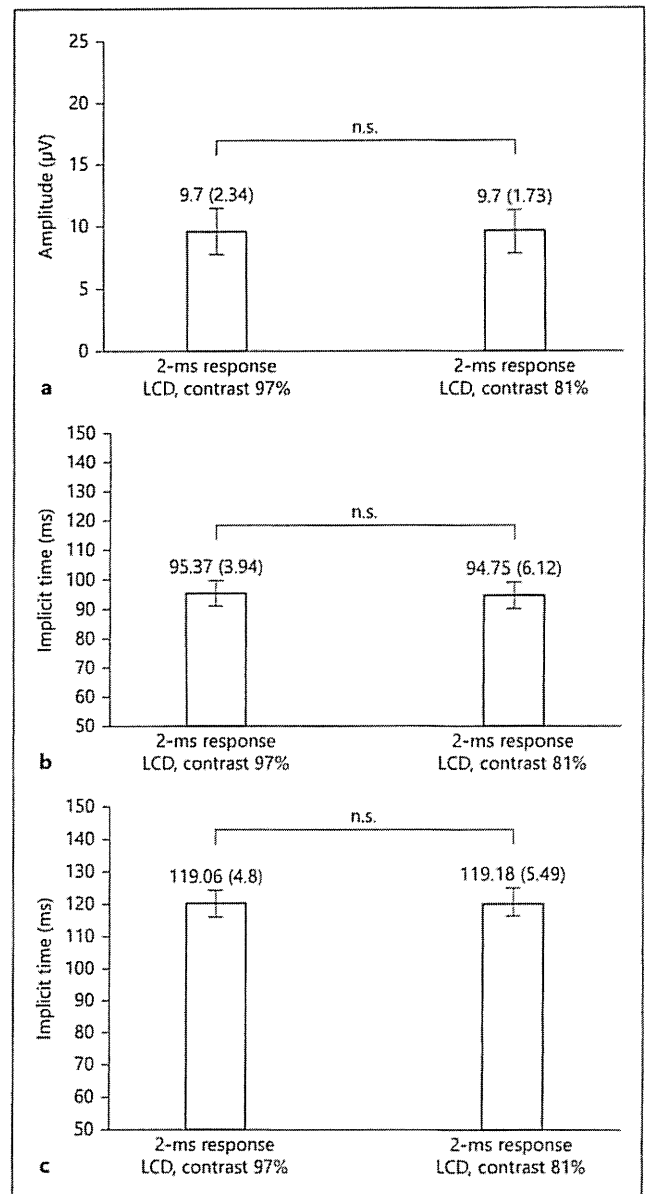 25
20
15
10
5
0
Amplitude (µV)
n.s.
9.7 (2.34)
9.7 (1.73)
2-ms response
LCD, contrast 97%
2-ms response
LCD, contrast 81%
a
150
140
130
120
110
100
90
80
70
60
50
Implicit time (ms)
n.s.
95.37 (3.94)
94.75 (6.12)
2-ms response
LCD, contrast 97%
2-ms response
LCD, contrast 81%
b
150
140
130
120
110
100
90
80
70
60
50
Implicit time (ms)
n.s.
119.06 (4.8)
119.18 (5.49)
2-ms response
LCD, contrast 97%
2-ms response
LCD, contrast 81%
c